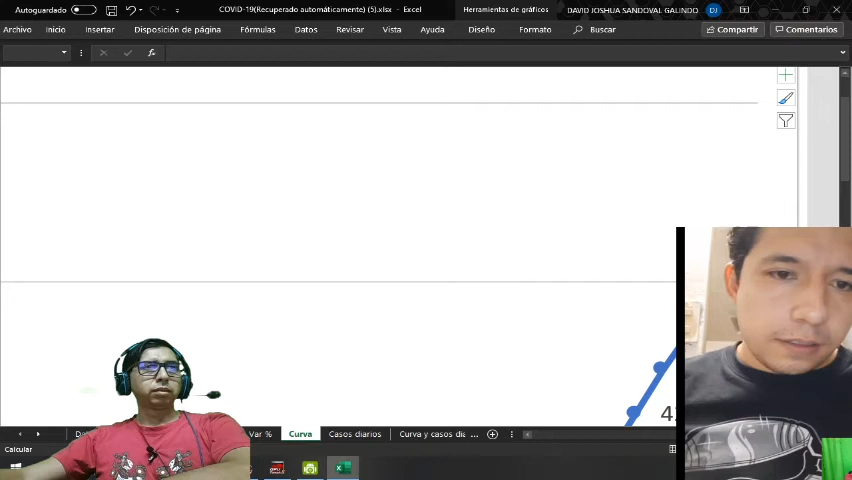 Autoguardado
COVID-19(Recuperado automáticamente) (5).xlsx - Excel
Herramientas de gráficos
DAVID JOSHUA SANDOVAL GALINDO
DJ
Archivo Inicio Insertar Disposición de página Fórmulas Datos Revisar Vista Ayuda Diseño Formato Buscar Compartir Comentarios
fx
Var % Curva Casos diarios Curva y casos dia ...
Calcular